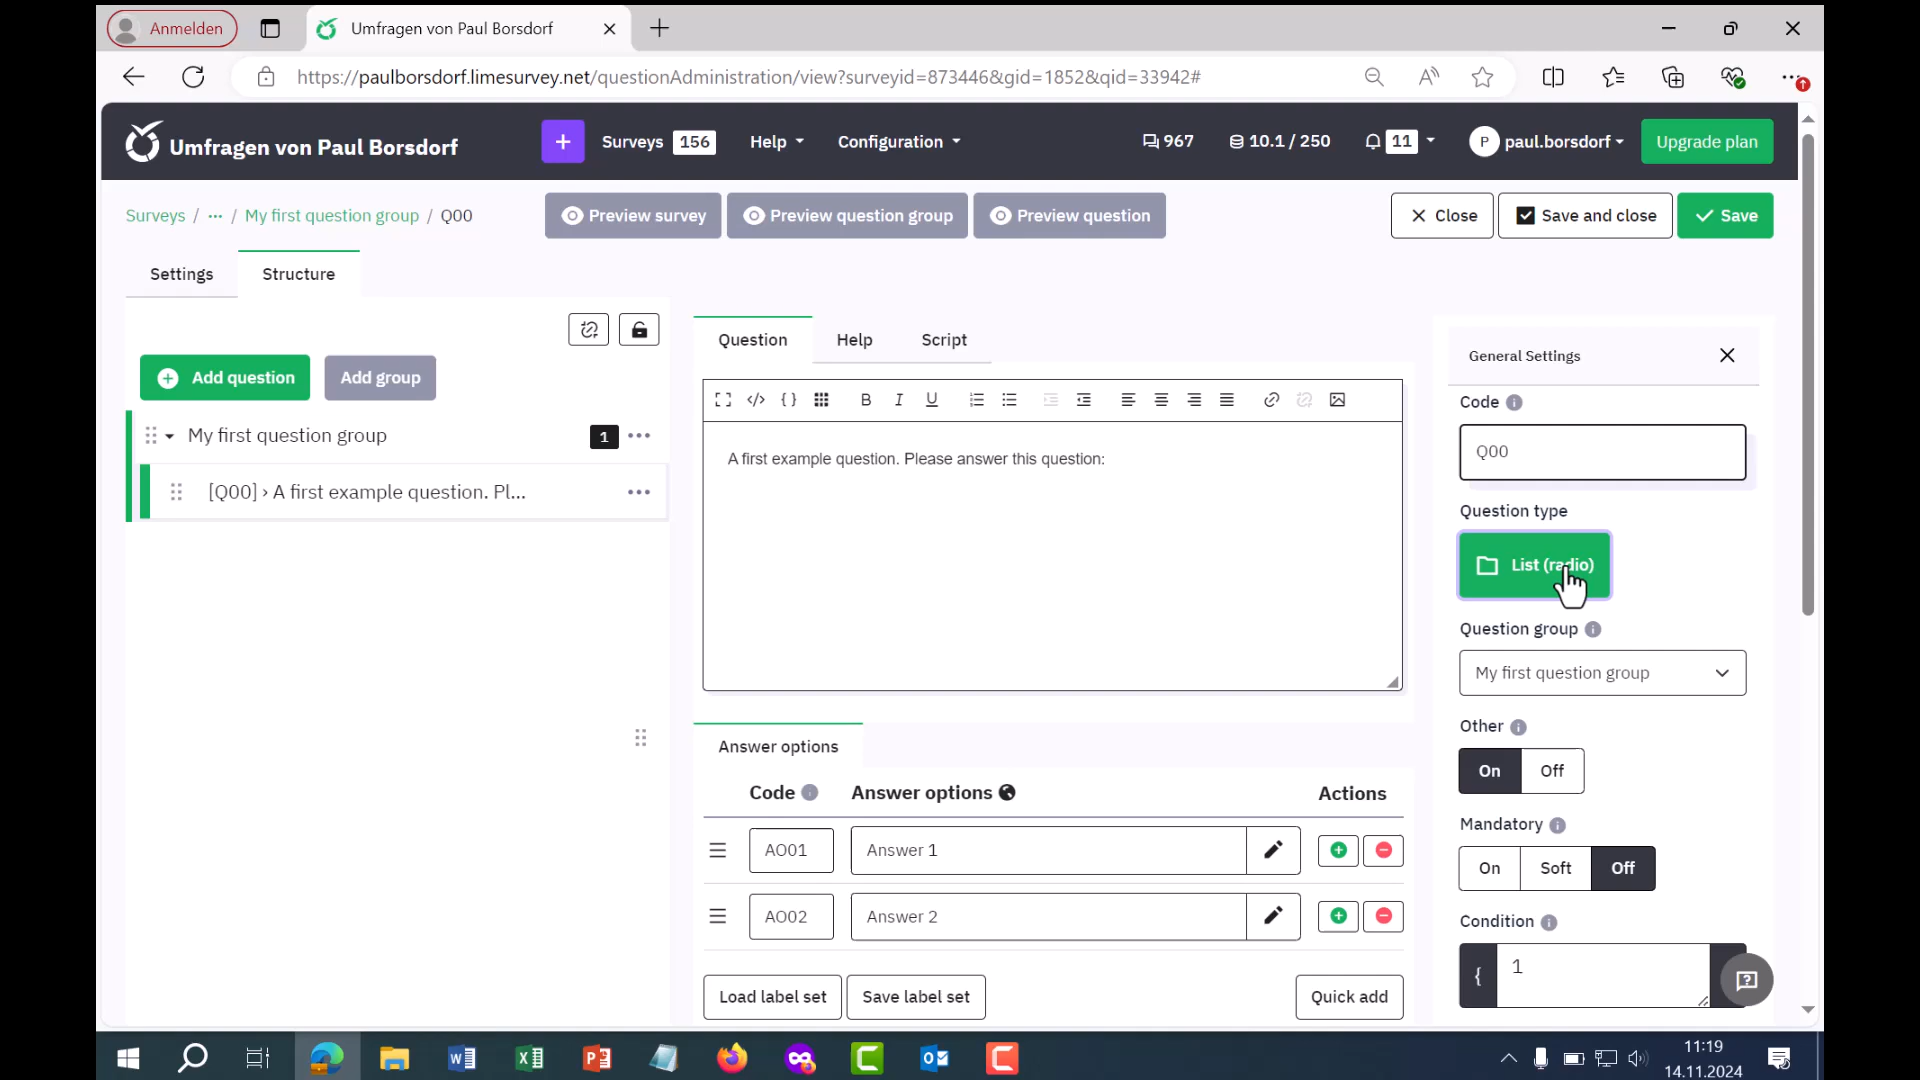 Anmelden
Umfragen von Paul Borsdorf
https://paulborsdorf.limesurvey.net/questionAdministration/view?surveyid=873446&gid=1852&qid=33942#
Umfragen von Paul Borsdorf
+
Surveys 156
Help
Configuration
967
10.1 / 250
11
P paul.borsdorf
Upgrade plan
Surveys / ... / My first question group / Q00
Preview survey
Preview question group
Preview question
Close
Save and close
Save
Settings
Structure
Add question
Add group
My first question group
1
[Q00] › A first example question. Pl...
Question
Help
Script
A first example question. Please answer this question:
Answer options
Code
Answer options
Actions
AO01
Answer 1
AO02
Answer 2
Load label set
Save label set
Quick add
General Settings
Code
Q00
Question type
List (radio)
Question group
My first question group
Other
On
Off
Mandatory
On
Soft
Off
Condition
{
1
11:19
14.11.2024